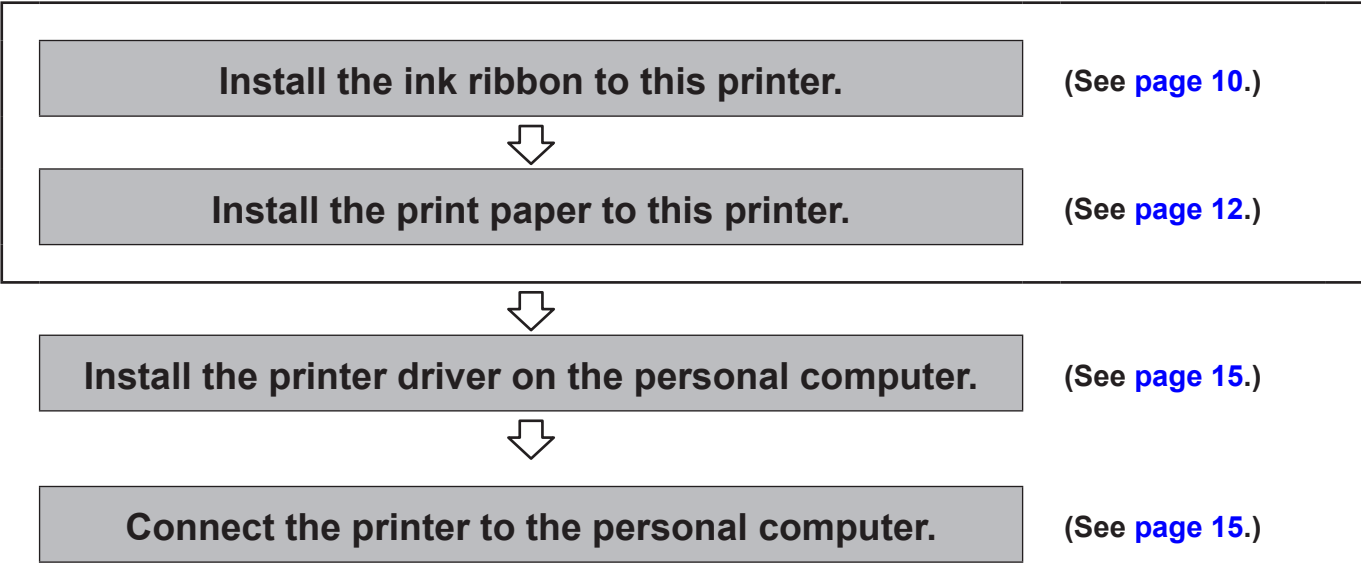 Install the ink ribbon to this printer. (See page 10.)
Install the print paper to this printer. (See page 12.)
Install the printer driver on the personal computer. (See page 15.)
Connect the printer to the personal computer. (See page 15.)